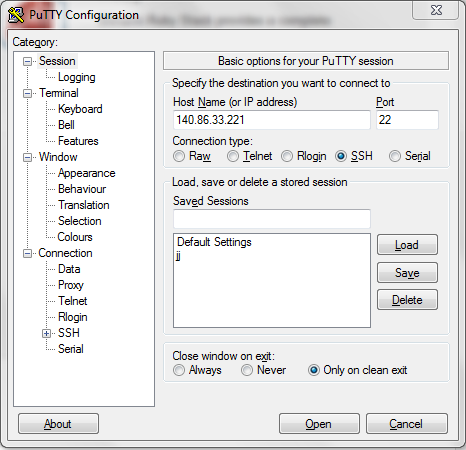 PuTTY Configuration
Category:
Session
Logging
Terminal
Keyboard
Bell
Features
Window
Appearance
Behaviour
Translation
Selection
Colours
Connection
Data
Proxy
Telnet
Rlogin
SSH
Serial
Basic options for your PuTTY session
Specify the destination you want to connect to
Host Name (or IP address) Port
140.86.33.221 22
Connection type:
Raw Telnet Rlogin SSH Serial
Load, save or delete a stored session
Saved Sessions
Default Settings
jj
Load
Save
Delete
Close window on exit:
Always Never Only on clean exit
About Open Cancel